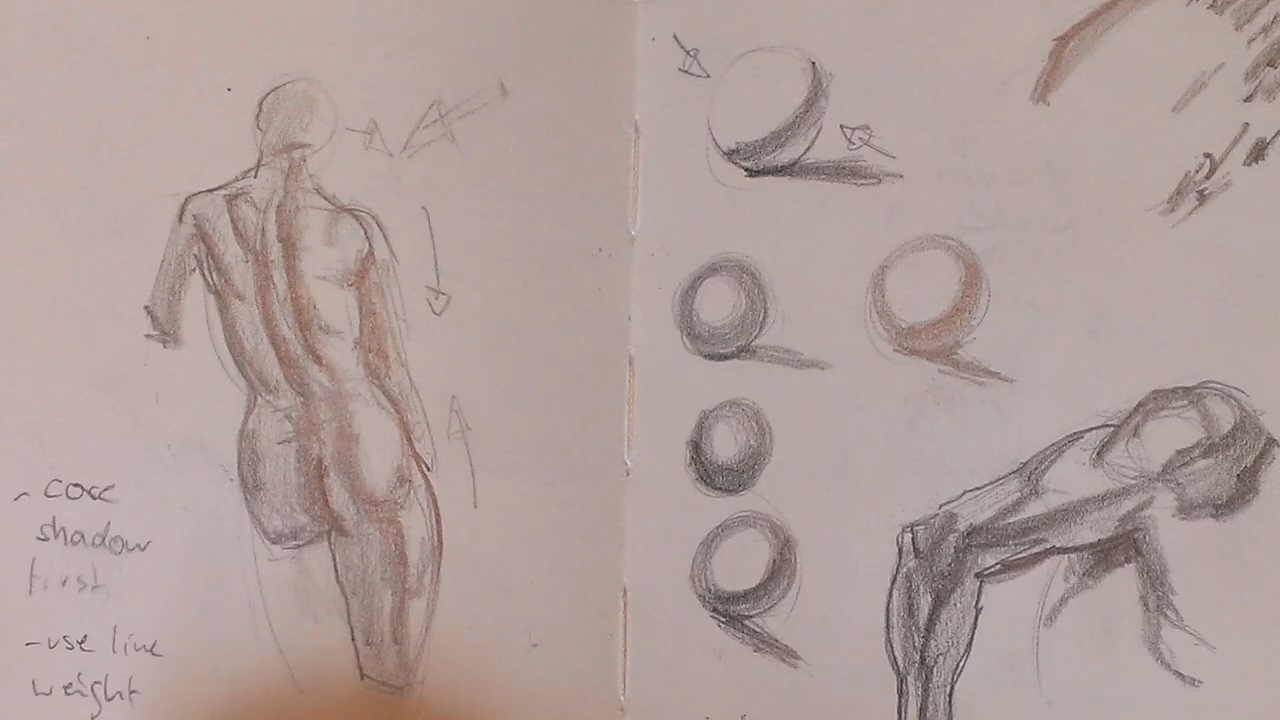 - core
shadow
first
- use line
weight